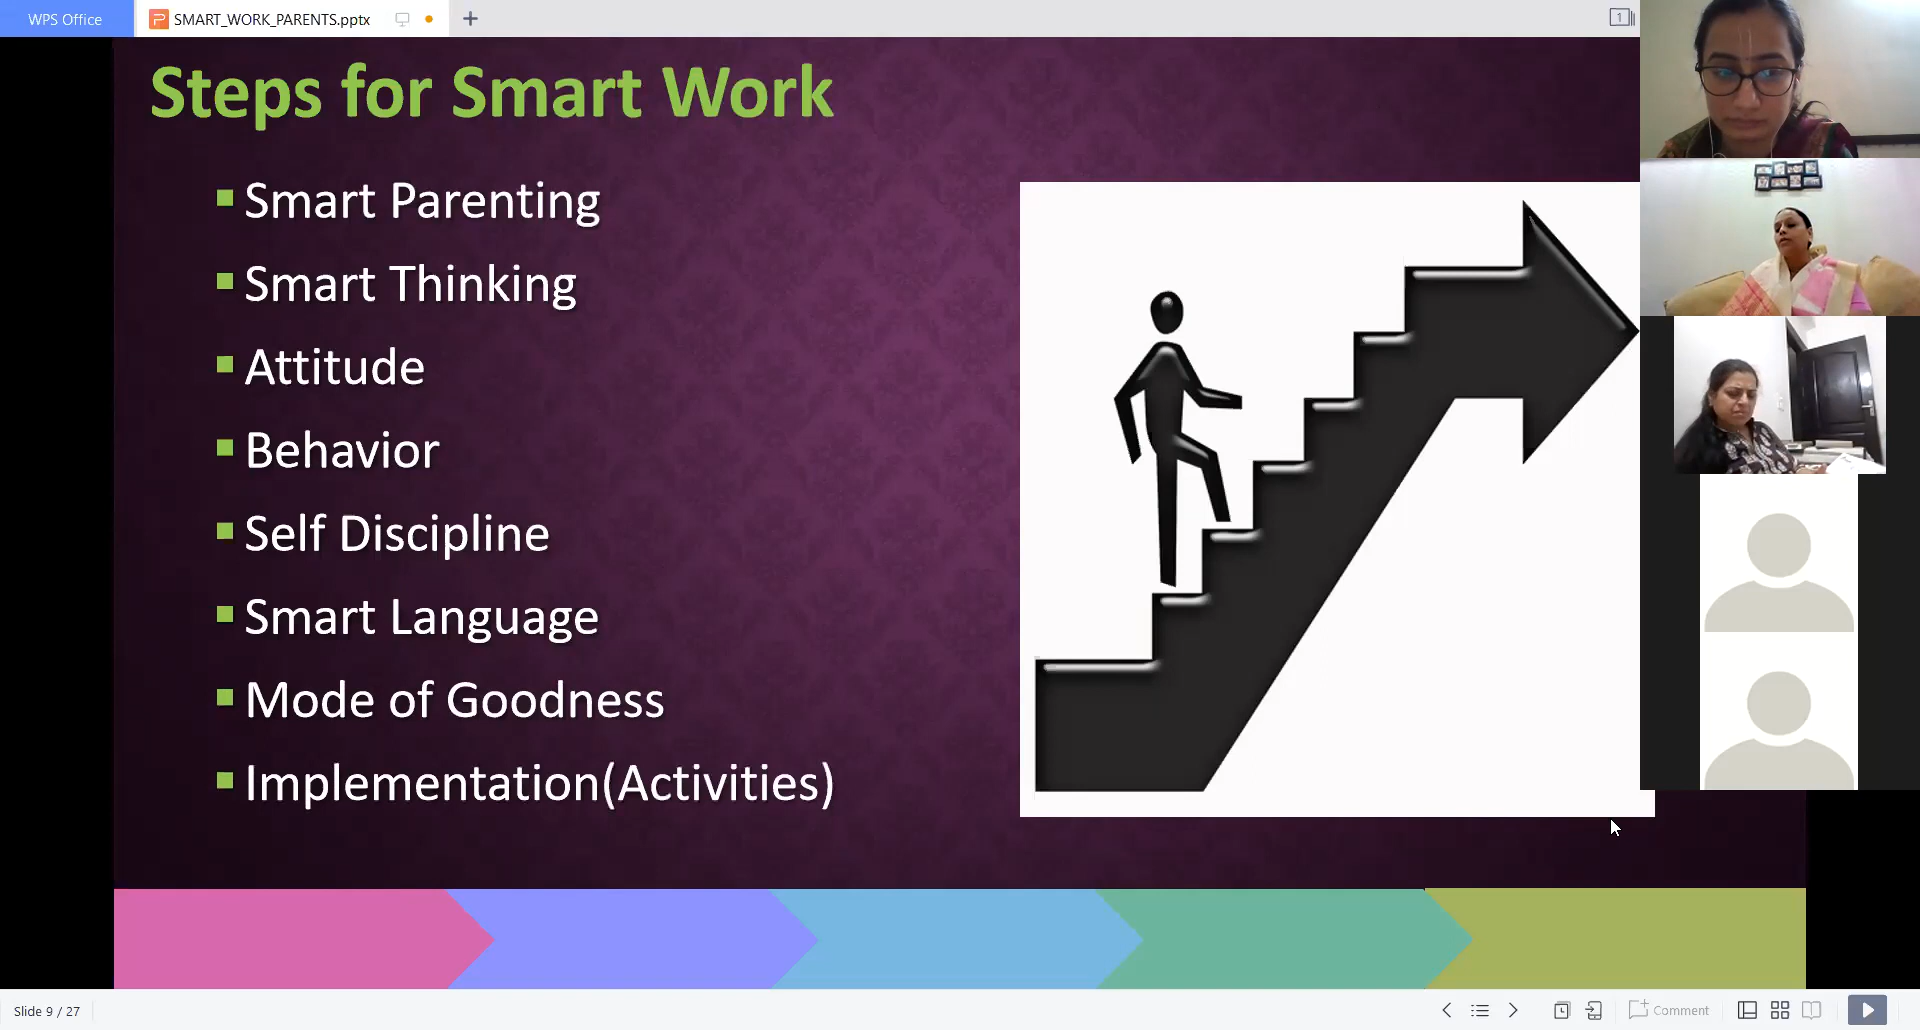 WPS Office
SMART_WORK_PARENTS.pptx
1
Steps for Smart Work
Smart Parenting
Smart Thinking
Attitude
Behavior
Self Discipline
Smart Language
Mode of Goodness
Implementation(Activities)
Slide 9 / 27
Comment